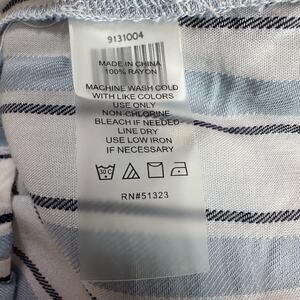 9131004
MADE IN CHINA
100% RAYON
MACHINE WASH COLD
WITH LIKE COLORS
USE ONLY
NON-CHLORINE
BLEACH IF NEEDED
LINE DRY
USE LOW IRON
IF NECESSARY
30 C
RN#51323